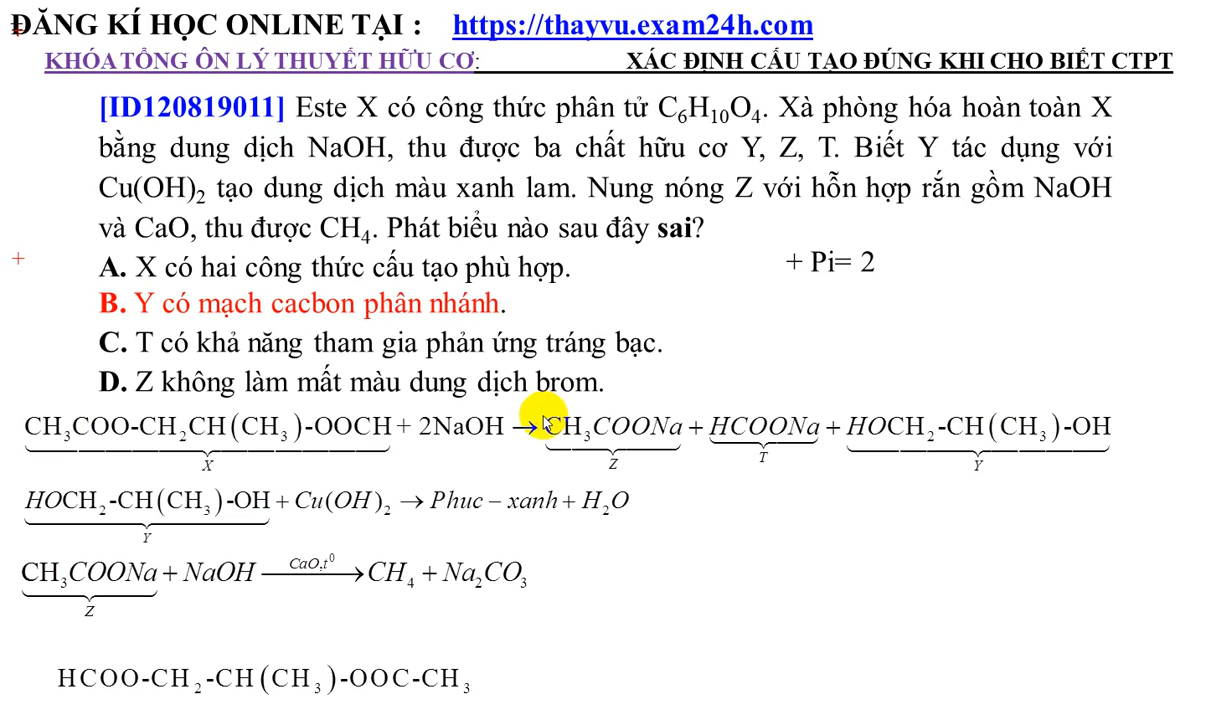 ĐĂNG KÍ HỌC ONLINE TẠI : https://thayvu.exam24h.com
KHÓA TỔNG ÔN LÝ THUYẾT HỮU CƠ: XÁC ĐỊNH CẤU TẠO ĐÚNG KHI CHO BIẾT CTPT
[ID120819011] Este X có công thức phân tử C₆H₁₀O₄. Xà phòng hóa hoàn toàn X
bằng dung dịch NaOH, thu được ba chất hữu cơ Y, Z, T. Biết Y tác dụng với
Cu(OH)₂ tạo dung dịch màu xanh lam. Nung nóng Z với hỗn hợp rắn gồm NaOH
và CaO, thu được CH₄. Phát biểu nào sau đây sai?
A. X có hai công thức cấu tạo phù hợp. + Pi= 2
B. Y có mạch cacbon phân nhánh.
C. T có khả năng tham gia phản ứng tráng bạc.
D. Z không làm mất màu dung dịch brom.
CH₃COO-CH₂CH(CH₃)-OOCH + 2NaOH → CH₃COONa + HCOONa + HOCH₂-CH(CH₃)-OH
X Z T Y
HOCH₂-CH(CH₃)-OH + Cu(OH)₂ → Phuc − xanh + H₂O
Y
CH₃COONa + NaOH CaO,t⁰ → CH₄ + Na₂CO₃
Z
HCOO-CH₂-CH(CH₃)-OOC-CH₃